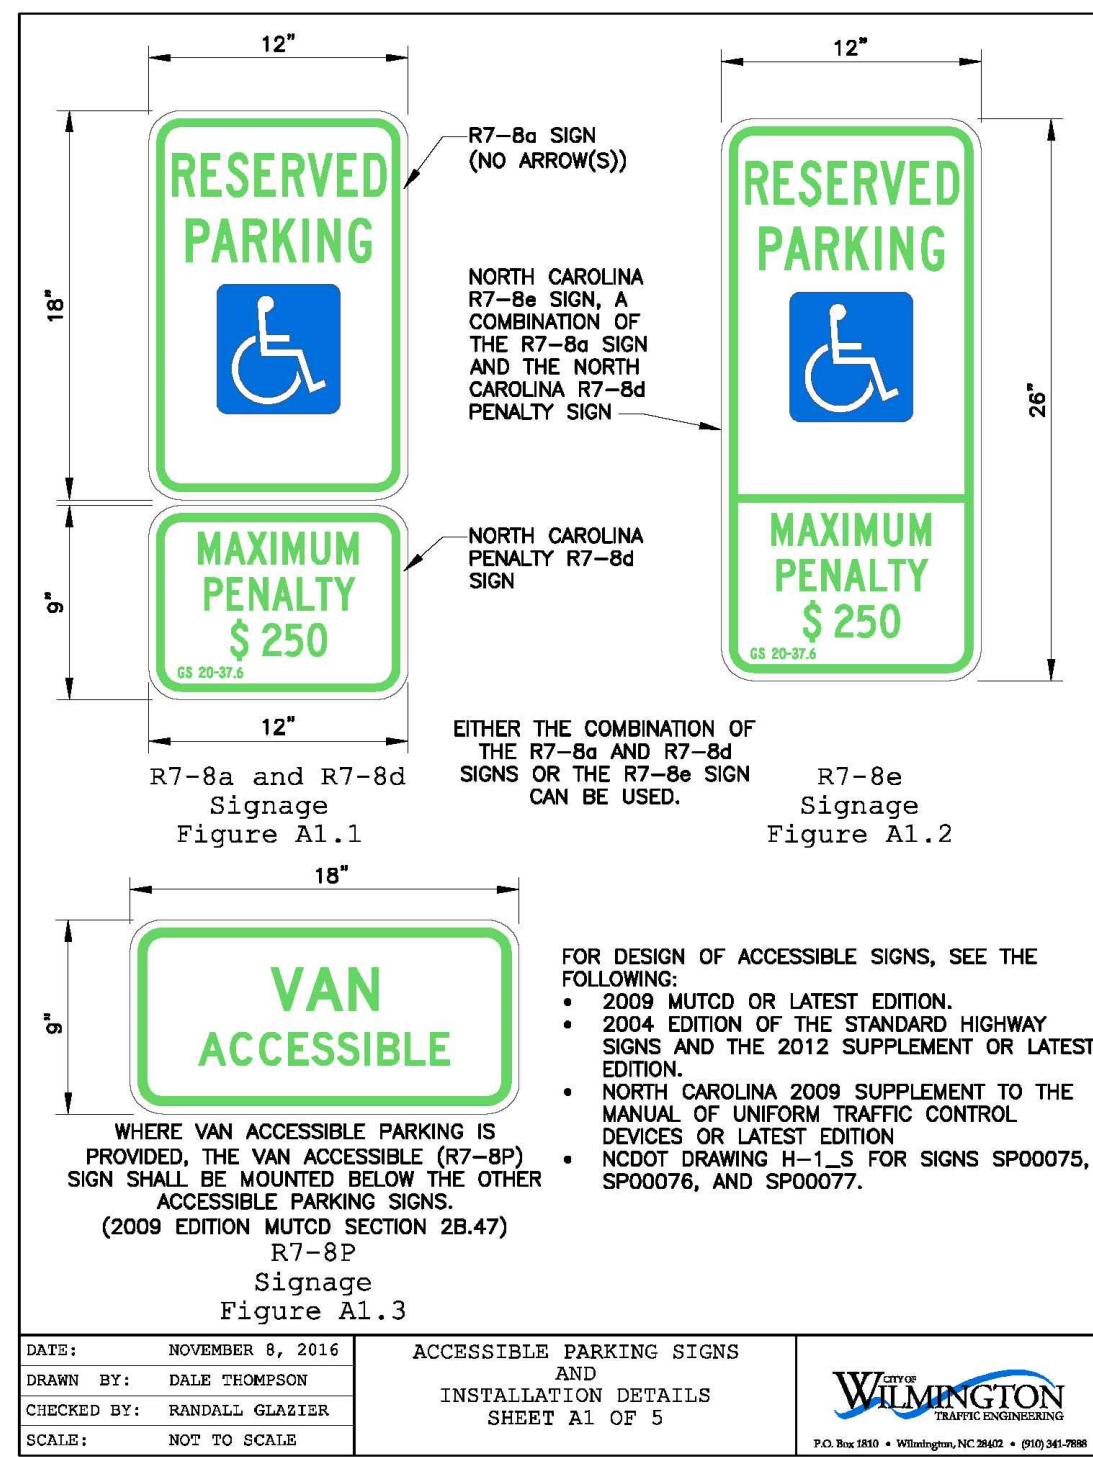 12"
18"
RESERVED
PARKING
R7-8a SIGN
(NO ARROW(S))
NORTH CAROLINA
R7-8e SIGN, A
COMBINATION OF
THE R7-8a SIGN
AND THE NORTH
CAROLINA R7-8d
PENALTY SIGN
9"
MAXIMUM
PENALTY
$ 250
GS 20-37.6
NORTH CAROLINA
PENALTY R7-8d
SIGN
12"
R7-8a and R7-8d
Signage
Figure A1.1
EITHER THE COMBINATION OF
THE R7-8a AND R7-8d
SIGNS OR THE R7-8e SIGN
CAN BE USED.
12"
RESERVED
PARKING
26"
MAXIMUM
PENALTY
$ 250
GS 20-37.6
R7-8e
Signage
Figure A1.2
18"
9"
VAN
ACCESSIBLE
WHERE VAN ACCESSIBLE PARKING IS
PROVIDED, THE VAN ACCESSIBLE (R7-8P)
SIGN SHALL BE MOUNTED BELOW THE OTHER
ACCESSIBLE PARKING SIGNS.
(2009 EDITION MUTCD SECTION 2B.47)
R7-8P
Signage
Figure A1.3
FOR DESIGN OF ACCESSIBLE SIGNS, SEE THE
FOLLOWING:
• 2009 MUTCD OR LATEST EDITION.
• 2004 EDITION OF THE STANDARD HIGHWAY
SIGNS AND THE 2012 SUPPLEMENT OR LATEST
EDITION.
• NORTH CAROLINA 2009 SUPPLEMENT TO THE
MANUAL OF UNIFORM TRAFFIC CONTROL
DEVICES OR LATEST EDITION
• NCDOT DRAWING H-1_S FOR SIGNS SP00075,
SP00076, AND SP00077.
DATE: NOVEMBER 8, 2016
DRAWN BY: DALE THOMPSON
CHECKED BY: RANDALL GLAZIER
SCALE: NOT TO SCALE
ACCESSIBLE PARKING SIGNS
AND
INSTALLATION DETAILS
SHEET A1 OF 5
CITY OF
WILMINGTON
TRAFFIC ENGINEERING
P.O. Box 1810 • Wilmington, NC 28402 • (910) 341-7888